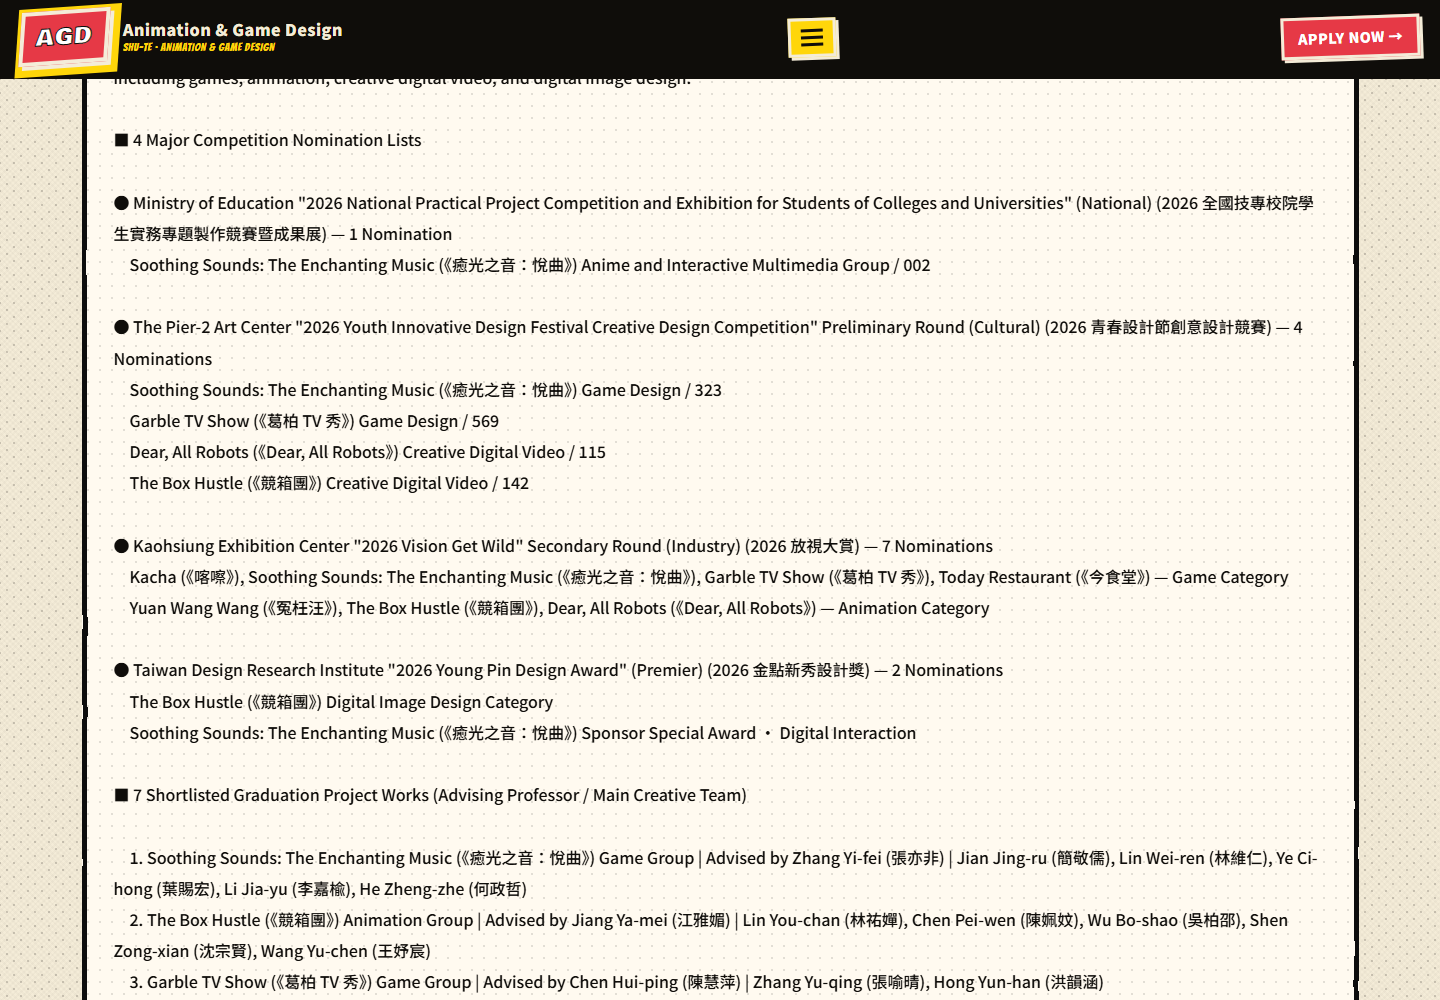 AGD
Animation & Game Design
SHU-TE · ANIMATION & GAME DESIGN
APPLY NOW →
including games, animation, creative digital video, and digital image design.
■ 4 Major Competition Nomination Lists
● Ministry of Education "2026 National Practical Project Competition and Exhibition for Students of Colleges and Universities" (National) (2026 全國技專校院學
生實務專題製作競賽暨成果展) — 1 Nomination
Soothing Sounds: The Enchanting Music (《癒光之音：悅曲》) Anime and Interactive Multimedia Group / 002
● The Pier-2 Art Center "2026 Youth Innovative Design Festival Creative Design Competition" Preliminary Round (Cultural) (2026 青春設計節創意設計競賽) — 4
Nominations
Soothing Sounds: The Enchanting Music (《癒光之音：悅曲》) Game Design / 323
Garble TV Show (《葛柏 TV 秀》) Game Design / 569
Dear, All Robots (《Dear, All Robots》) Creative Digital Video / 115
The Box Hustle (《競箱團》) Creative Digital Video / 142
● Kaohsiung Exhibition Center "2026 Vision Get Wild" Secondary Round (Industry) (2026 放視大賞) — 7 Nominations
Kacha (《喀嚓》), Soothing Sounds: The Enchanting Music (《癒光之音：悅曲》), Garble TV Show (《葛柏 TV 秀》), Today Restaurant (《今食堂》) — Game Category
Yuan Wang Wang (《冤枉汪》), The Box Hustle (《競箱團》), Dear, All Robots (《Dear, All Robots》) — Animation Category
● Taiwan Design Research Institute "2026 Young Pin Design Award" (Premier) (2026 金點新秀設計獎) — 2 Nominations
The Box Hustle (《競箱團》) Digital Image Design Category
Soothing Sounds: The Enchanting Music (《癒光之音：悅曲》) Sponsor Special Award ・ Digital Interaction
■ 7 Shortlisted Graduation Project Works (Advising Professor / Main Creative Team)
1. Soothing Sounds: The Enchanting Music (《癒光之音：悅曲》) Game Group | Advised by Zhang Yi-fei (張亦非) | Jian Jing-ru (簡敬儒), Lin Wei-ren (林維仁), Ye Ci-
hong (葉賜宏), Li Jia-yu (李嘉楡), He Zheng-zhe (何政哲)
2. The Box Hustle (《競箱團》) Animation Group | Advised by Jiang Ya-mei (江雅媚) | Lin You-chan (林祐嬋), Chen Pei-wen (陳姵妏), Wu Bo-shao (吳柏邵), Shen
Zong-xian (沈宗賢), Wang Yu-chen (王妤宸)
3. Garble TV Show (《葛柏 TV 秀》) Game Group | Advised by Chen Hui-ping (陳慧萍) | Zhang Yu-qing (張喻晴), Hong Yun-han (洪韻涵)